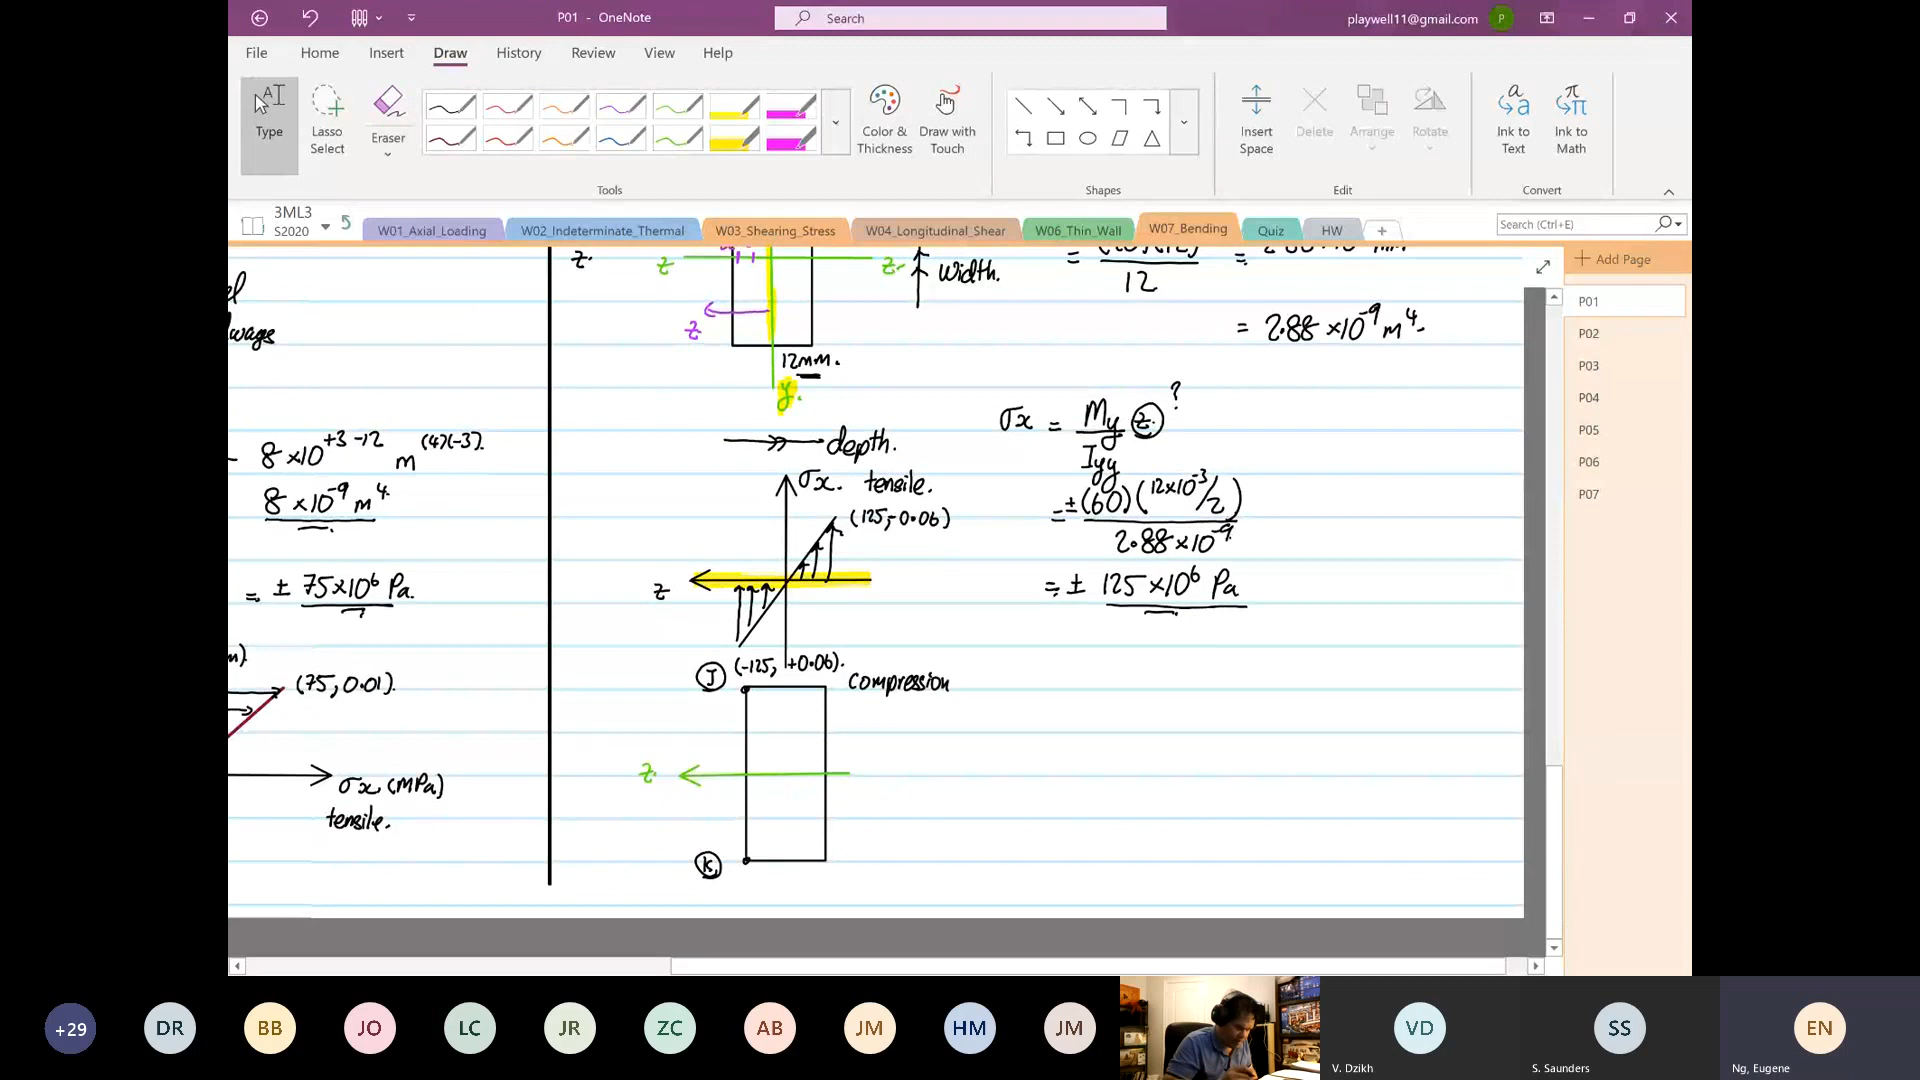 P01 - OneNote
Search
playwell11@gmail.com
P
File
Home
Insert
Draw
History
Review
View
Help
Type
Lasso Select
Eraser
Color & Thickness
Draw with Touch
Insert Space
Delete
Arrange
Rotate
Ink to Text
Ink to Math
Tools
Shapes
Edit
Convert
3ML3 S2020
W01_Axial_Loading
W02_Indeterminate_Thermal
W03_Shearing_Stress
W04_Longitudinal_Shear
W06_Thin_Wall
W07_Bending
Quiz
HW
Search (Ctrl+E)
Add Page
P01
P02
P03
P04
P05
P06
P07
8 ×10^+3 -12 m^(4)(-3).
8 ×10^-9 m^4.
= ± 75×10^6 Pa.
(75, 0.01).
σx (MPa)
tensile.
z.
z
z.
width.
z
12mm.
y.
depth.
σx. tensile.
(125, -0.06)
z
(-125, +0.06).
J
compression
z.
K
12
= 2.88 ×10^-9 m^4.
σx = My/Iyy z. ?
= ±(60)(12×10^-3/2)
2.88×10^-9
= ± 125 ×10^6 Pa
+29
DR
BB
JO
LC
JR
ZC
AB
JM
HM
JM
VD
V. Dzikh
SS
S. Saunders
EN
Ng, Eugene